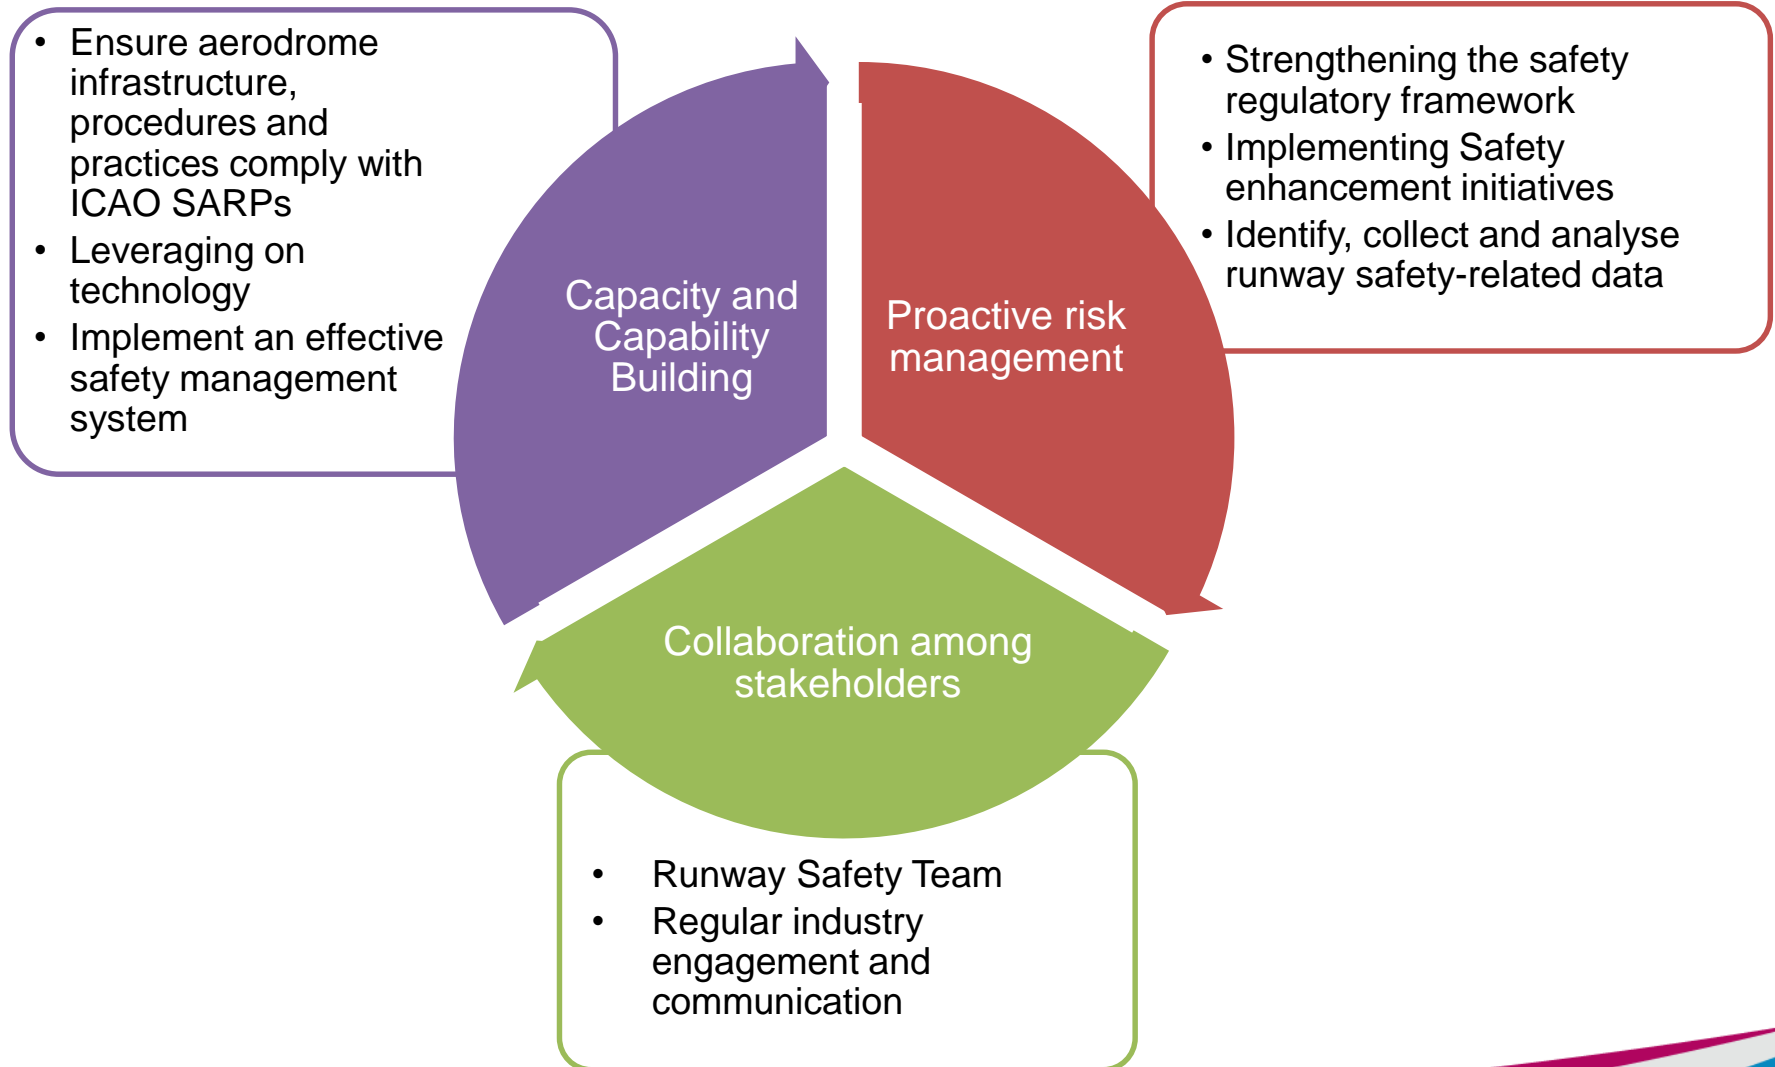 • Ensure aerodrome
infrastructure,
procedures and
practices comply with
ICAO SARPs
• Leveraging on
technology
• Implement an effective
safety management
system
Capacity and
Capability
Building
Proactive risk
management
• Strengthening the safety
regulatory framework
• Implementing Safety
enhancement initiatives
• Identify, collect and analyse
runway safety-related data
Collaboration among
stakeholders
• Runway Safety Team
• Regular industry
engagement and
communication